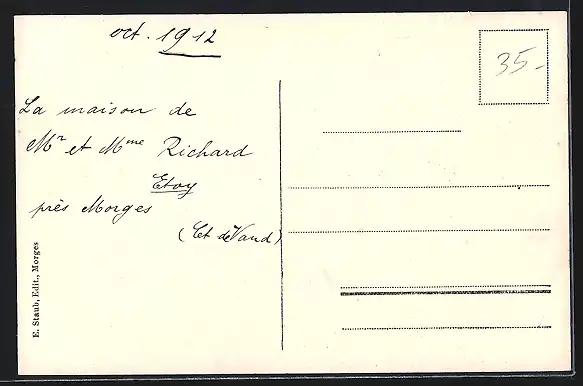 oct. 1912
La maison de
Mr et Mme Richard
Etoy
près Morges
(Ct de Vaud)
35-
E. Staub, Edit., Morges